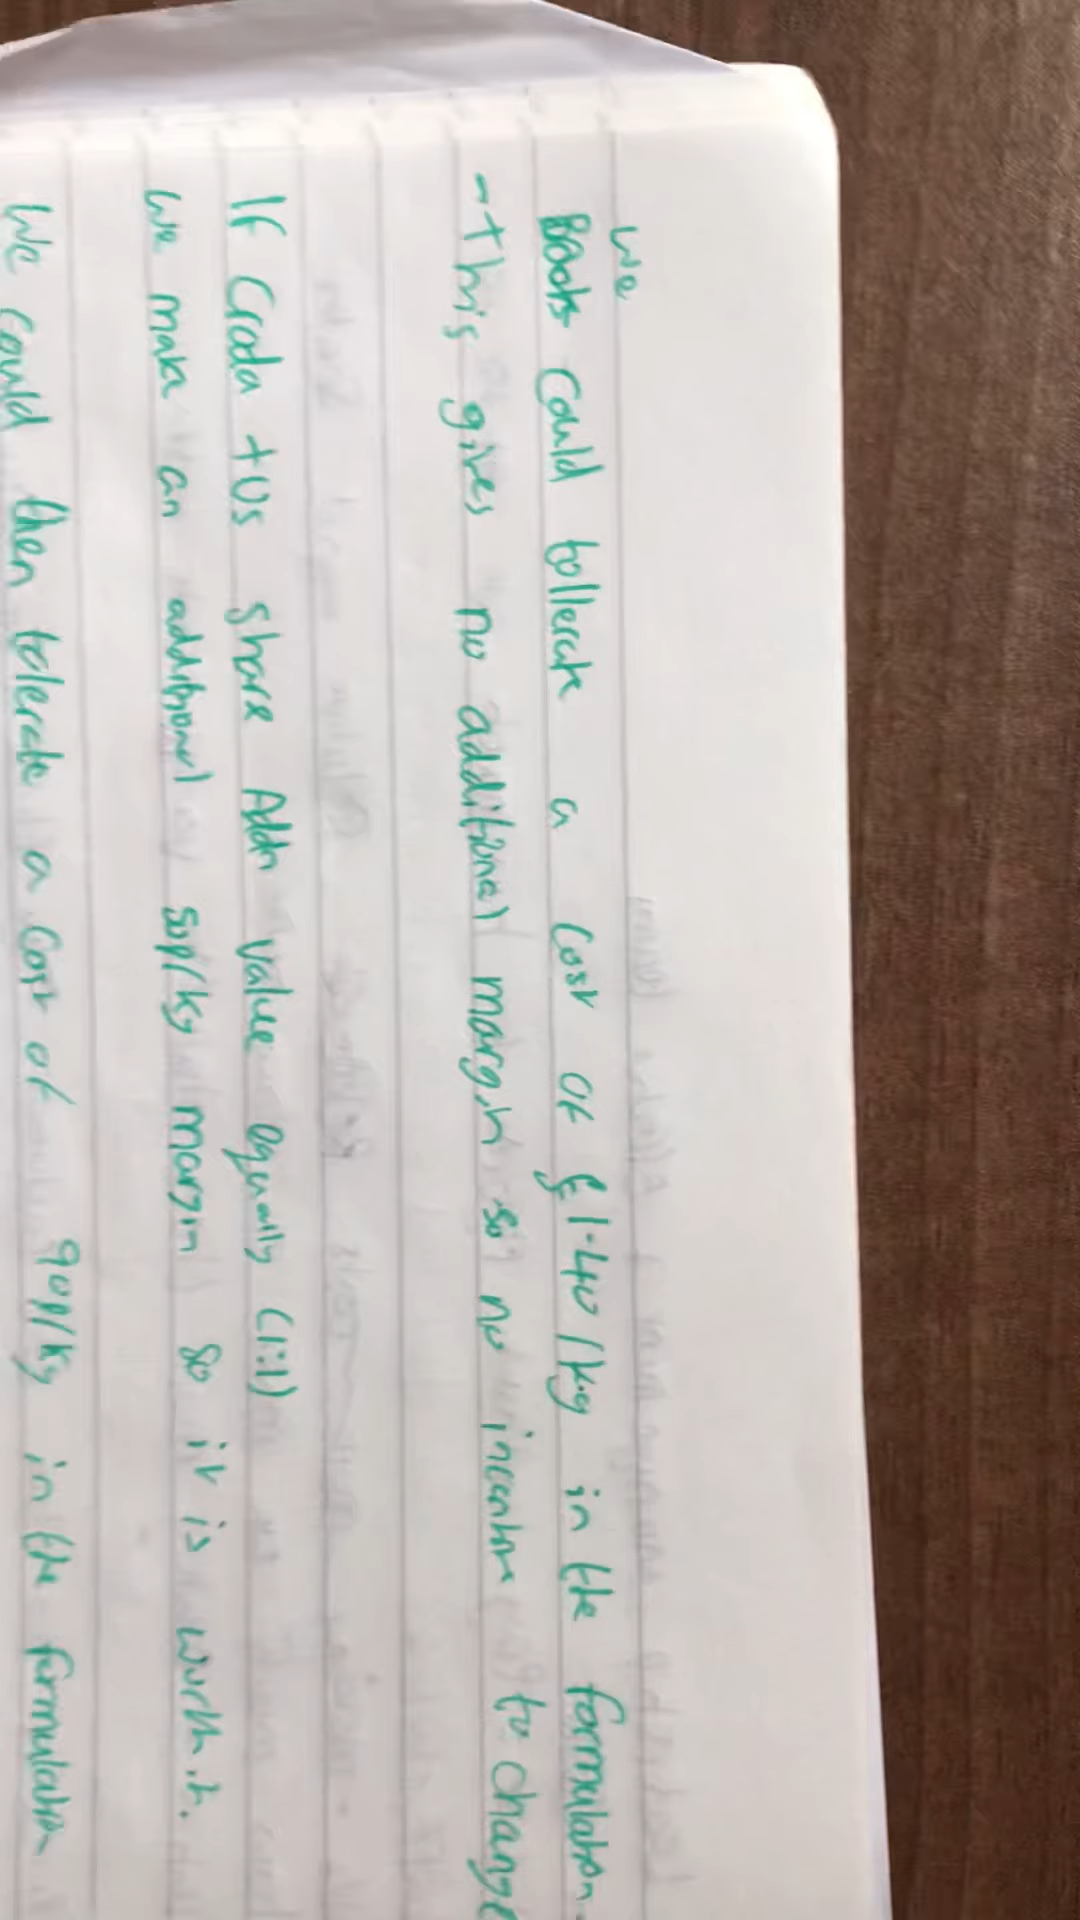 We
Boots could tollerate a cost of £1.40/kg in the formulation.
- this gives no additional margin so no incentive to change
If Croda + Us share Addn value equally (1:1)
we make an additional 50p/kg margin so it is worth it.
We could then tolerate a cost of 90p/kg in the formulation